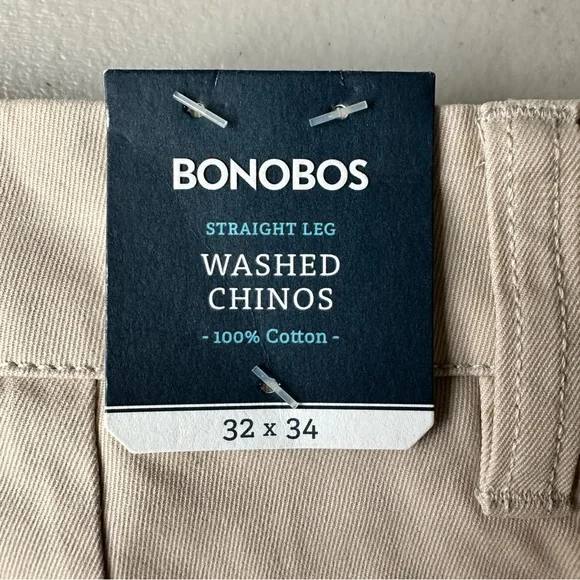 BONOBOS
STRAIGHT LEG
WASHED
CHINOS
- 100% Cotton -
32 x 34